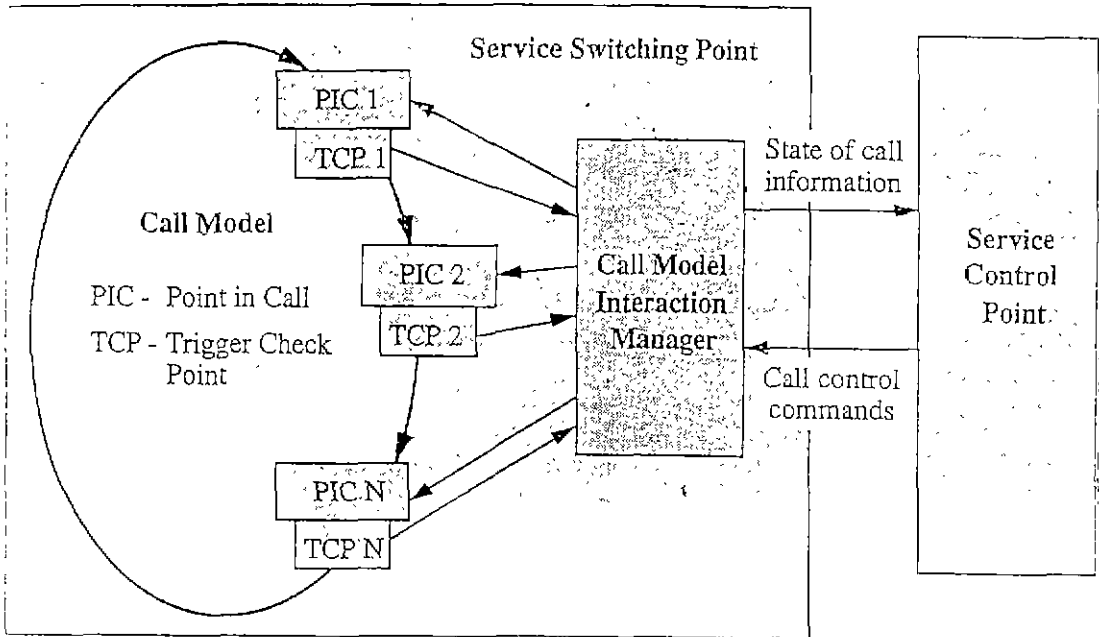 Service Switching Point
PIC 1
TCP 1
Call Model
PIC - Point in Call
TCP - Trigger Check
Point
PIC 2
TCP 2
PIC N
TCP N
Call Model
Interaction
Manager
State of call
information
Call control
commands
Service
Control
Point